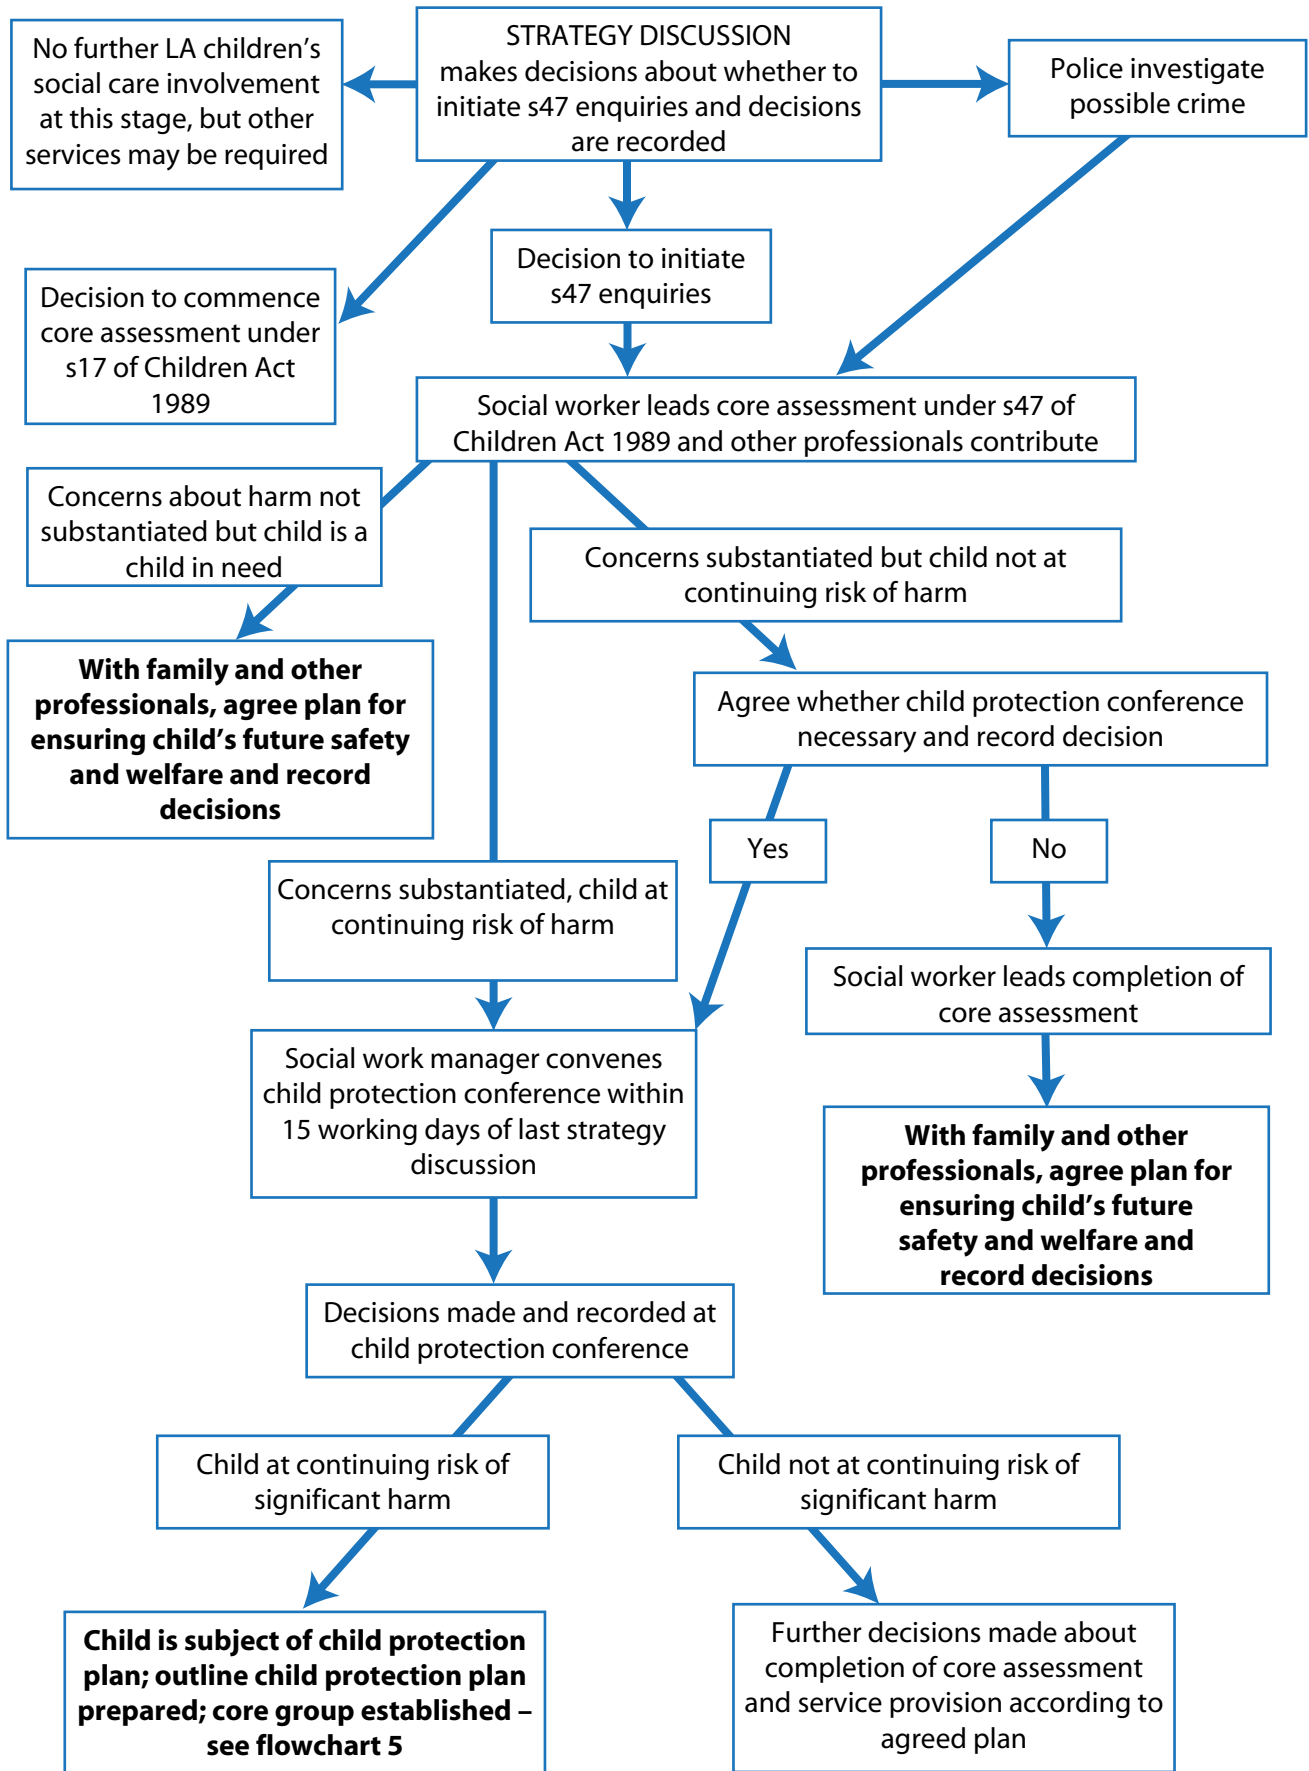 No further LA children’s
social care involvement
at this stage, but other
services may be required
STRATEGY DISCUSSION
makes decisions about whether to
initiate s47 enquiries and decisions
are recorded
Police investigate
possible crime
Decision to initiate
s47 enquiries
Decision to commence
core assessment under
s17 of Children Act
1989
Social worker leads core assessment under s47 of
Children Act 1989 and other professionals contribute
Concerns about harm not
substantiated but child is a
child in need
Concerns substantiated but child not at
continuing risk of harm
With family and other
professionals, agree plan for
ensuring child’s future safety
and welfare and record
decisions
Agree whether child protection conference
necessary and record decision
Yes
No
Concerns substantiated, child at
continuing risk of harm
Social worker leads completion of
core assessment
Social work manager convenes
child protection conference within
15 working days of last strategy
discussion
With family and other
professionals, agree plan for
ensuring child’s future
safety and welfare and
record decisions
Decisions made and recorded at
child protection conference
Child at continuing risk of
significant harm
Child not at continuing risk of
significant harm
Child is subject of child protection
plan; outline child protection plan
prepared; core group established –
see flowchart 5
Further decisions made about
completion of core assessment
and service provision according to
agreed plan